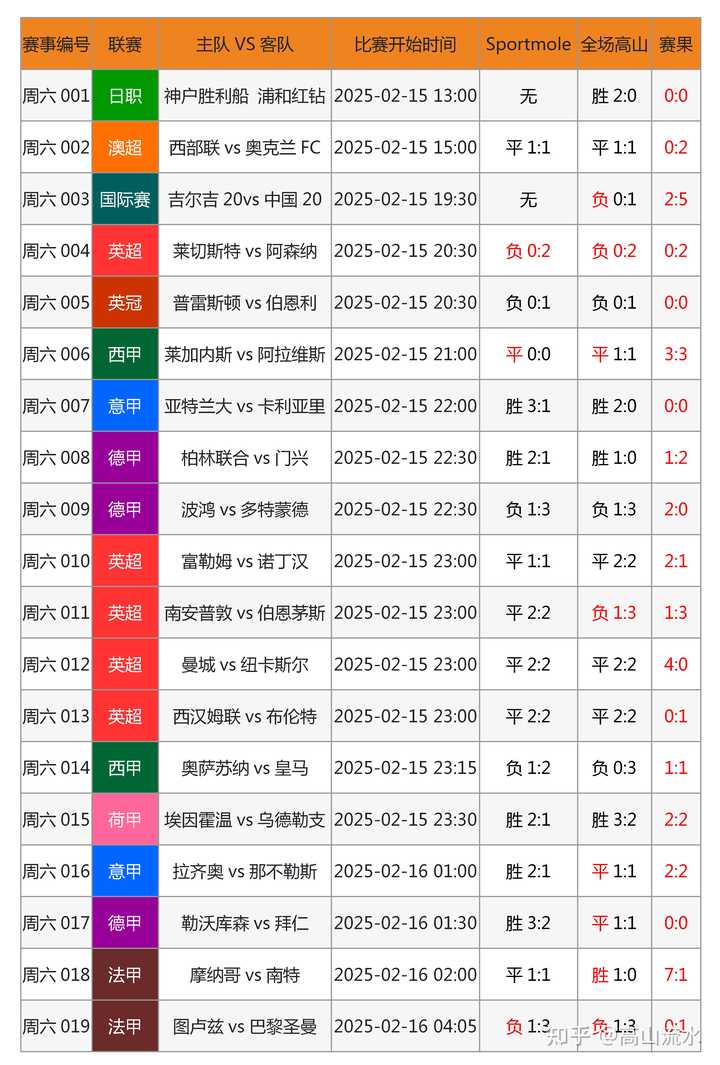 赛事编号 联赛 主队 VS 客队 比赛开始时间 Sportmole 全场高山 赛果
周六 001 日职 神户胜利船 浦和红钻 2025-02-15 13:00 无 胜 2:0 0:0
周六 002 澳超 西部联 vs 奥克兰 FC 2025-02-15 15:00 平 1:1 平 1:1 0:2
周六 003 国际赛 吉尔吉 20vs 中国 20 2025-02-15 19:30 无 负 0:1 2:5
周六 004 英超 莱切斯特 vs 阿森纳 2025-02-15 20:30 负 0:2 负 0:2 0:2
周六 005 英冠 普雷斯顿 vs 伯恩利 2025-02-15 20:30 负 0:1 负 0:1 0:0
周六 006 西甲 莱加内斯 vs 阿拉维斯 2025-02-15 21:00 平 0:0 平 1:1 3:3
周六 007 意甲 亚特兰大 vs 卡利亚里 2025-02-15 22:00 胜 3:1 胜 2:0 0:0
周六 008 德甲 柏林联合 vs 门兴 2025-02-15 22:30 胜 2:1 胜 1:0 1:2
周六 009 德甲 波鸿 vs 多特蒙德 2025-02-15 22:30 负 1:3 负 1:3 2:0
周六 010 英超 富勒姆 vs 诺丁汉 2025-02-15 23:00 平 1:1 平 2:2 2:1
周六 011 英超 南安普敦 vs 伯恩茅斯 2025-02-15 23:00 平 2:2 负 1:3 1:3
周六 012 英超 曼城 vs 纽卡斯尔 2025-02-15 23:00 平 2:2 平 2:2 4:0
周六 013 英超 西汉姆联 vs 布伦特 2025-02-15 23:00 平 2:2 平 2:2 0:1
周六 014 西甲 奥萨苏纳 vs 皇马 2025-02-15 23:15 负 1:2 负 0:3 1:1
周六 015 荷甲 埃因霍温 vs 乌德勒支 2025-02-15 23:30 胜 2:1 胜 3:2 2:2
周六 016 意甲 拉齐奥 vs 那不勒斯 2025-02-16 01:00 胜 2:1 平 1:1 2:2
周六 017 德甲 勒沃库森 vs 拜仁 2025-02-16 01:30 胜 3:2 平 1:1 0:0
周六 018 法甲 摩纳哥 vs 南特 2025-02-16 02:00 平 1:1 胜 1:0 7:1
周六 019 法甲 图卢兹 vs 巴黎圣曼 2025-02-16 04:05 负 1:3 负 1:3 0:1
知乎 @高山流水